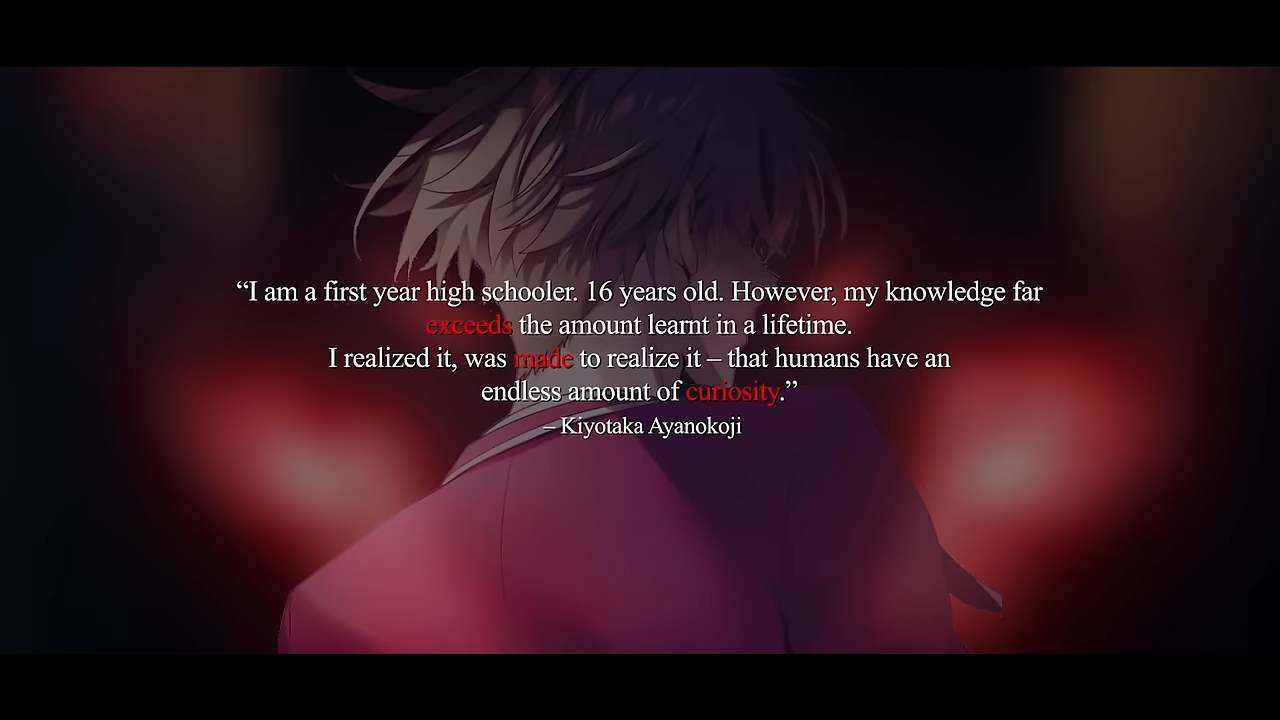 “I am a first year high schooler. 16 years old. However, my knowledge far
exceeds the amount learnt in a lifetime.
I realized it, was made to realize it – that humans have an
endless amount of curiosity.”
– Kiyotaka Ayanokoji